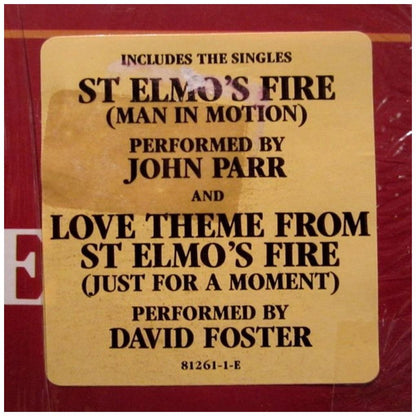 INCLUDES THE SINGLES
ST ELMO'S FIRE
(MAN IN MOTION)
PERFORMED BY
JOHN PARR
AND
LOVE THEME FROM
ST ELMO'S FIRE
(JUST FOR A MOMENT)
PERFORMED BY
DAVID FOSTER
81261-1-E
E